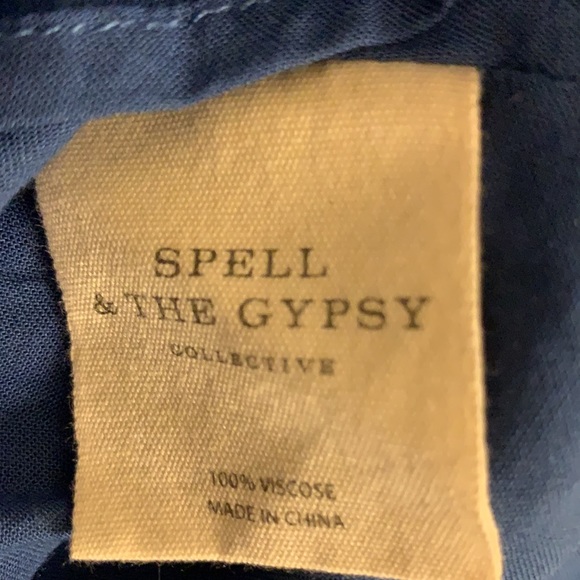 SPELL
& THE GYPSY
COLLECTIVE
100% VISCOSE
MADE IN CHINA